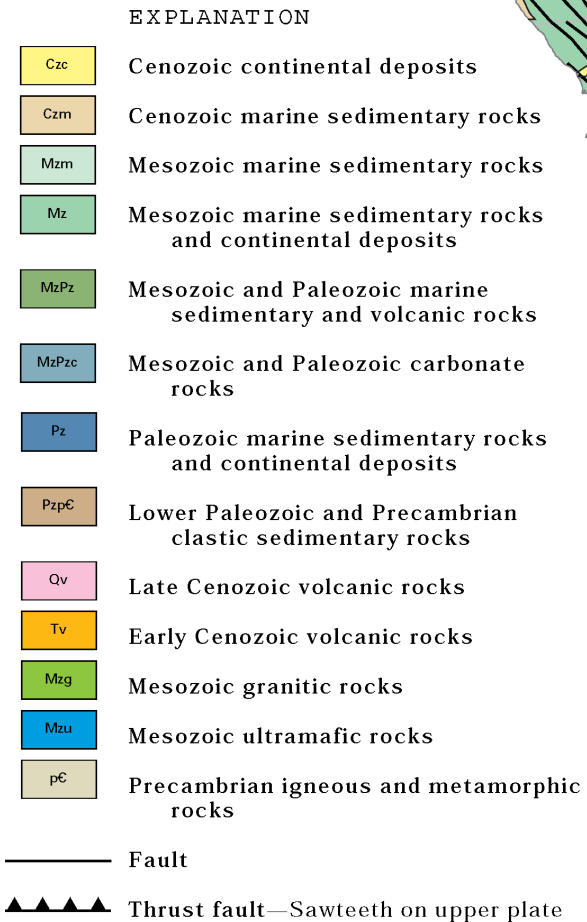 EXPLANATION
Czc Cenozoic continental deposits
Czm Cenozoic marine sedimentary rocks
Mzm Mesozoic marine sedimentary rocks
Mz Mesozoic marine sedimentary rocks
and continental deposits
MzPz Mesozoic and Paleozoic marine
sedimentary and volcanic rocks
MzPzc Mesozoic and Paleozoic carbonate
rocks
Pz Paleozoic marine sedimentary rocks
and continental deposits
Pzp€ Lower Paleozoic and Precambrian
clastic sedimentary rocks
Qv Late Cenozoic volcanic rocks
Tv Early Cenozoic volcanic rocks
Mzg Mesozoic granitic rocks
Mzu Mesozoic ultramafic rocks
p€ Precambrian igneous and metamorphic
rocks
Fault
Thrust fault—Sawteeth on upper plate